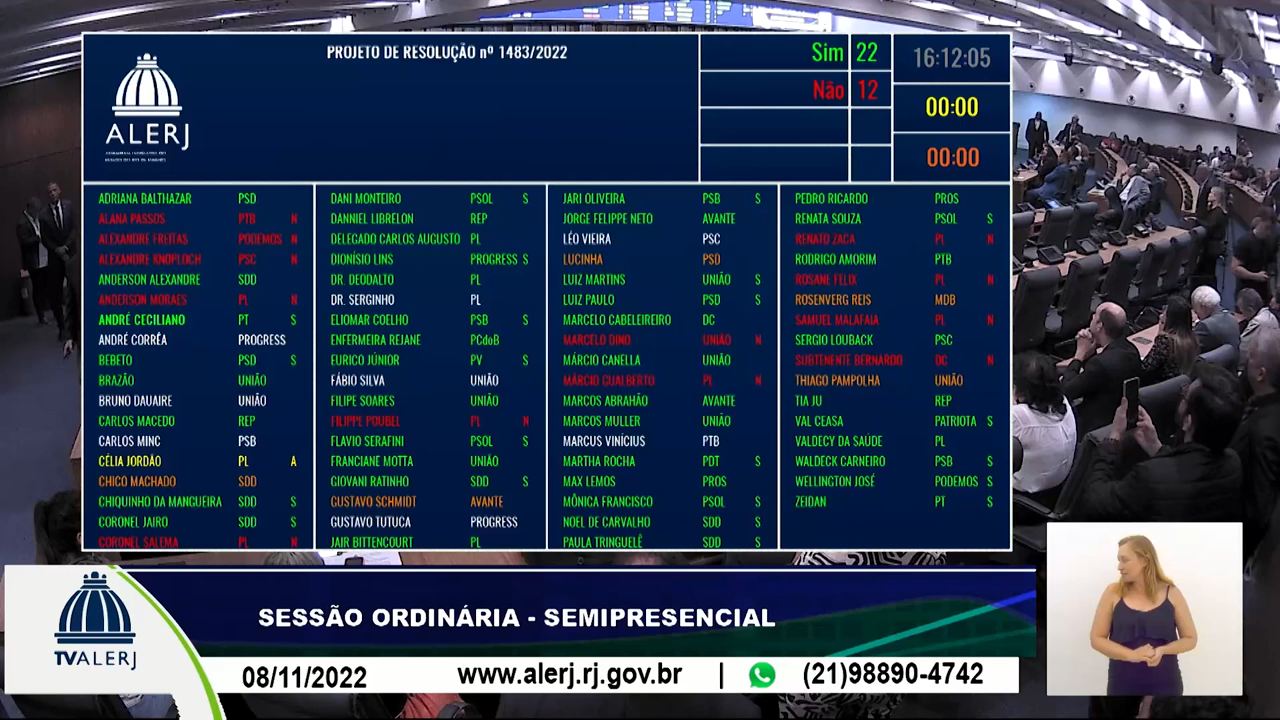 PROJETO DE RESOLUÇÃO nº 1483/2022
Sim 22
Não 12
16:12:05
00:00
00:00
ALERJ
ADRIANA BALTHAZAR PSD
ALANA PASSOS PTB N
ALEXANDRE FREITAS PODEMOS N
ALEXANDRE KNOPLOCH PSC N
ANDERSON ALEXANDRE SDD
ANDERSON MORAES PL N
ANDRÉ CECILIANO PT S
ANDRÉ CORRÊA PROGRESS
BEBETO PSD S
BRAZÃO UNIÃO
BRUNO DAUAIRE UNIÃO
CARLOS MACEDO REP
CARLOS MINC PSB
CÉLIA JORDÃO PL A
CHICO MACHADO SDD
CHIQUINHO DA MANGUEIRA SDD S
CORONEL JAIRO SDD S
CORONEL SALEMA PL N
DANI MONTEIRO PSOL S
DANNIEL LIBRELON REP
DELEGADO CARLOS AUGUSTO PL
DIONÍSIO LINS PROGRESS S
DR. DEODALTO PL
DR. SERGINHO PL
ELIOMAR COELHO PSB S
ENFERMEIRA REJANE PCdoB
EURICO JÚNIOR PV S
FÁBIO SILVA UNIÃO
FILIPE SOARES UNIÃO
FILIPPE POUBEL PL N
FLAVIO SERAFINI PSOL S
FRANCIANE MOTTA UNIÃO
GIOVANI RATINHO SDD S
GUSTAVO SCHMIDT AVANTE
GUSTAVO TUTUCA PROGRESS
JAIR BITTENCOURT PL
JARI OLIVEIRA PSB S
JORGE FELIPPE NETO AVANTE
LÉO VIEIRA PSC
LUCINHA PSD
LUIZ MARTINS UNIÃO S
LUIZ PAULO PSD S
MARCELO CABELEIREIRO DC
MARCELO DINO UNIÃO N
MÁRCIO CANELLA UNIÃO
MÁRCIO GUALBERTO PL N
MARCOS ABRAHÃO AVANTE
MARCOS MULLER UNIÃO
MARCUS VINÍCIUS PTB
MARTHA ROCHA PDT S
MAX LEMOS PROS
MÔNICA FRANCISCO PSOL S
NOEL DE CARVALHO SDD S
PAULA TRINGUELÊ SDD S
PEDRO RICARDO PROS
RENATA SOUZA PSOL S
RENATO ZACA PL N
RODRIGO AMORIM PTB
ROSANE FELIX PL N
ROSENVERG REIS MDB
SAMUEL MALAFAIA PL N
SERGIO LOUBACK PSC
SUBTENENTE BERNARDO DC N
THIAGO PAMPOLHA UNIÃO
TIA JU REP
VAL CEASA PATRIOTA S
VALDECY DA SAÚDE PL
WALDECK CARNEIRO PSB S
WELLINGTON JOSÉ PODEMOS S
ZEIDAN PT S
SESSÃO ORDINÁRIA - SEMIPRESENCIAL
TVALERJ
08/11/2022 www.alerj.rj.gov.br | (21)98890-4742